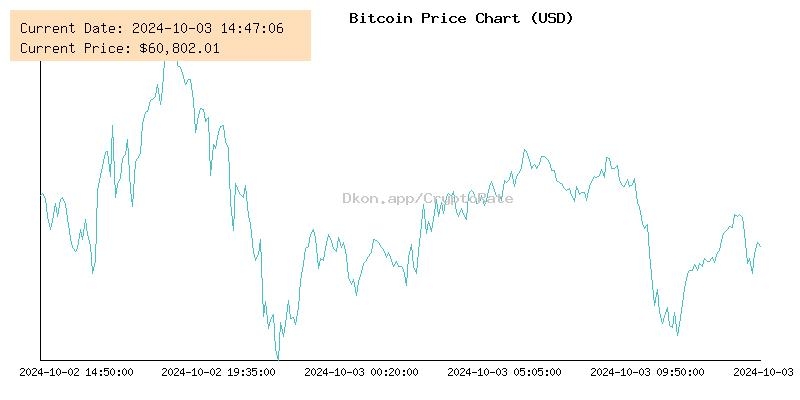 Bitcoin Price Chart (USD)
Current Date: 2024-10-03 14:47:06
Current Price: $60,802.01
Dkon.app/CryptoRate
2024-10-02 14:50:00 2024-10-02 19:35:00 2024-10-03 00:20:00 2024-10-03 05:05:00 2024-10-03 09:50:00 2024-10-03